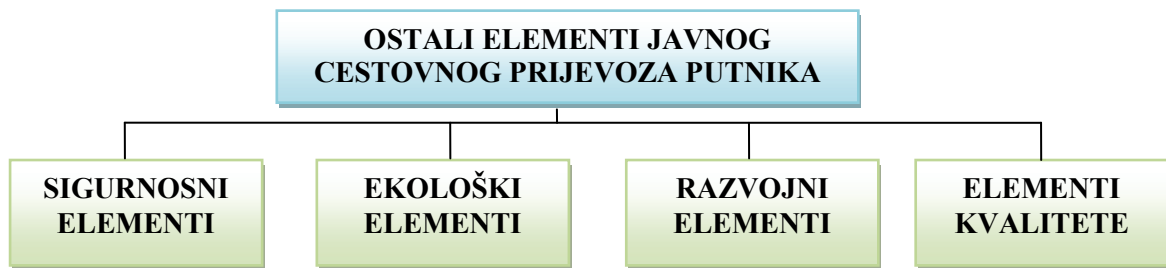 OSTALI ELEMENTI JAVNOG
CESTOVNOG PRIJEVOZA PUTNIKA
SIGURNOSNI
ELEMENTI
EKOLOŠKI
ELEMENTI
RAZVOJNI
ELEMENTI
ELEMENTI
KVALITETE